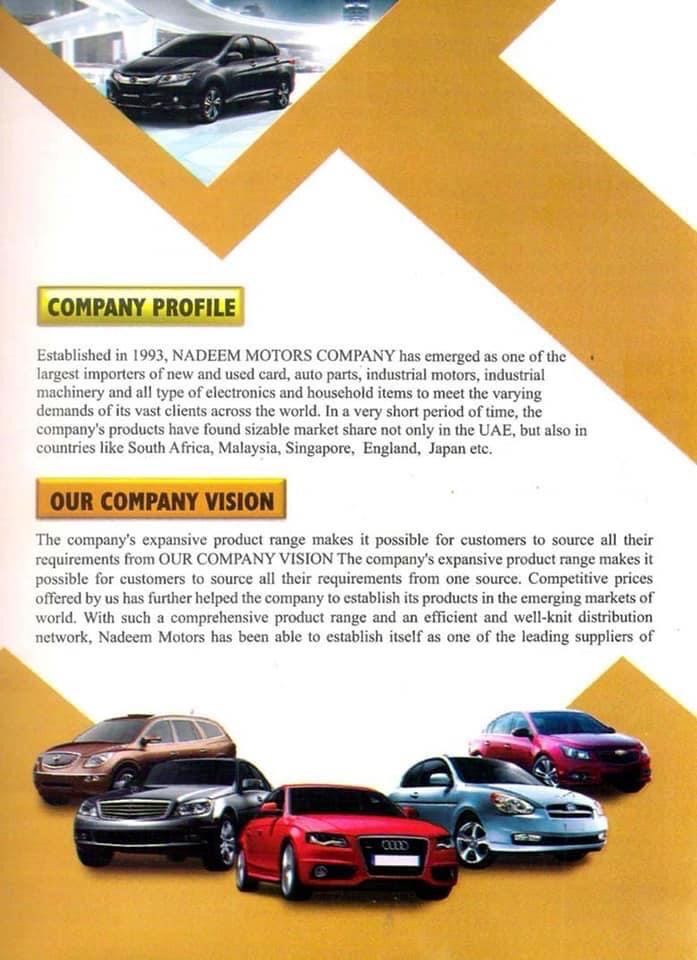 COMPANY PROFILE
Established in 1993, NADEEM MOTORS COMPANY has emerged as one of the
largest importers of new and used card, auto parts, industrial motors, industrial
machinery and all type of electronics and household items to meet the varying
demands of its vast clients across the world. In a very short period of time, the
company's products have found sizable market share not only in the UAE, but also in
countries like South Africa, Malaysia, Singapore, England, Japan etc.
OUR COMPANY VISION
The company's expansive product range makes it possible for customers to source all their
requirements from OUR COMPANY VISION The company's expansive product range makes it
possible for customers to source all their requirements from one source. Competitive prices
offered by us has further helped the company to establish its products in the emerging markets of
world. With such a comprehensive product range and an efficient and well-knit distribution
network, Nadeem Motors has been able to establish itself as one of the leading suppliers of